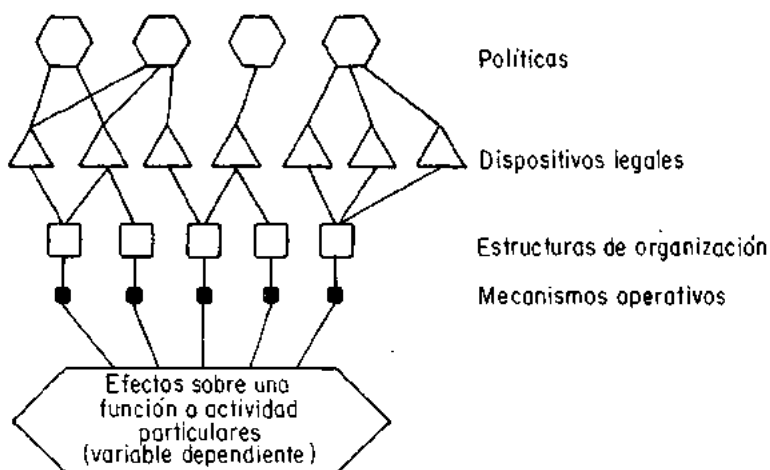 Políticas
Dispositivos legales
Estructuras de organización
Mecanismos operativos
Efectos sobre una
función o actividad
particulares
(variable dependiente)